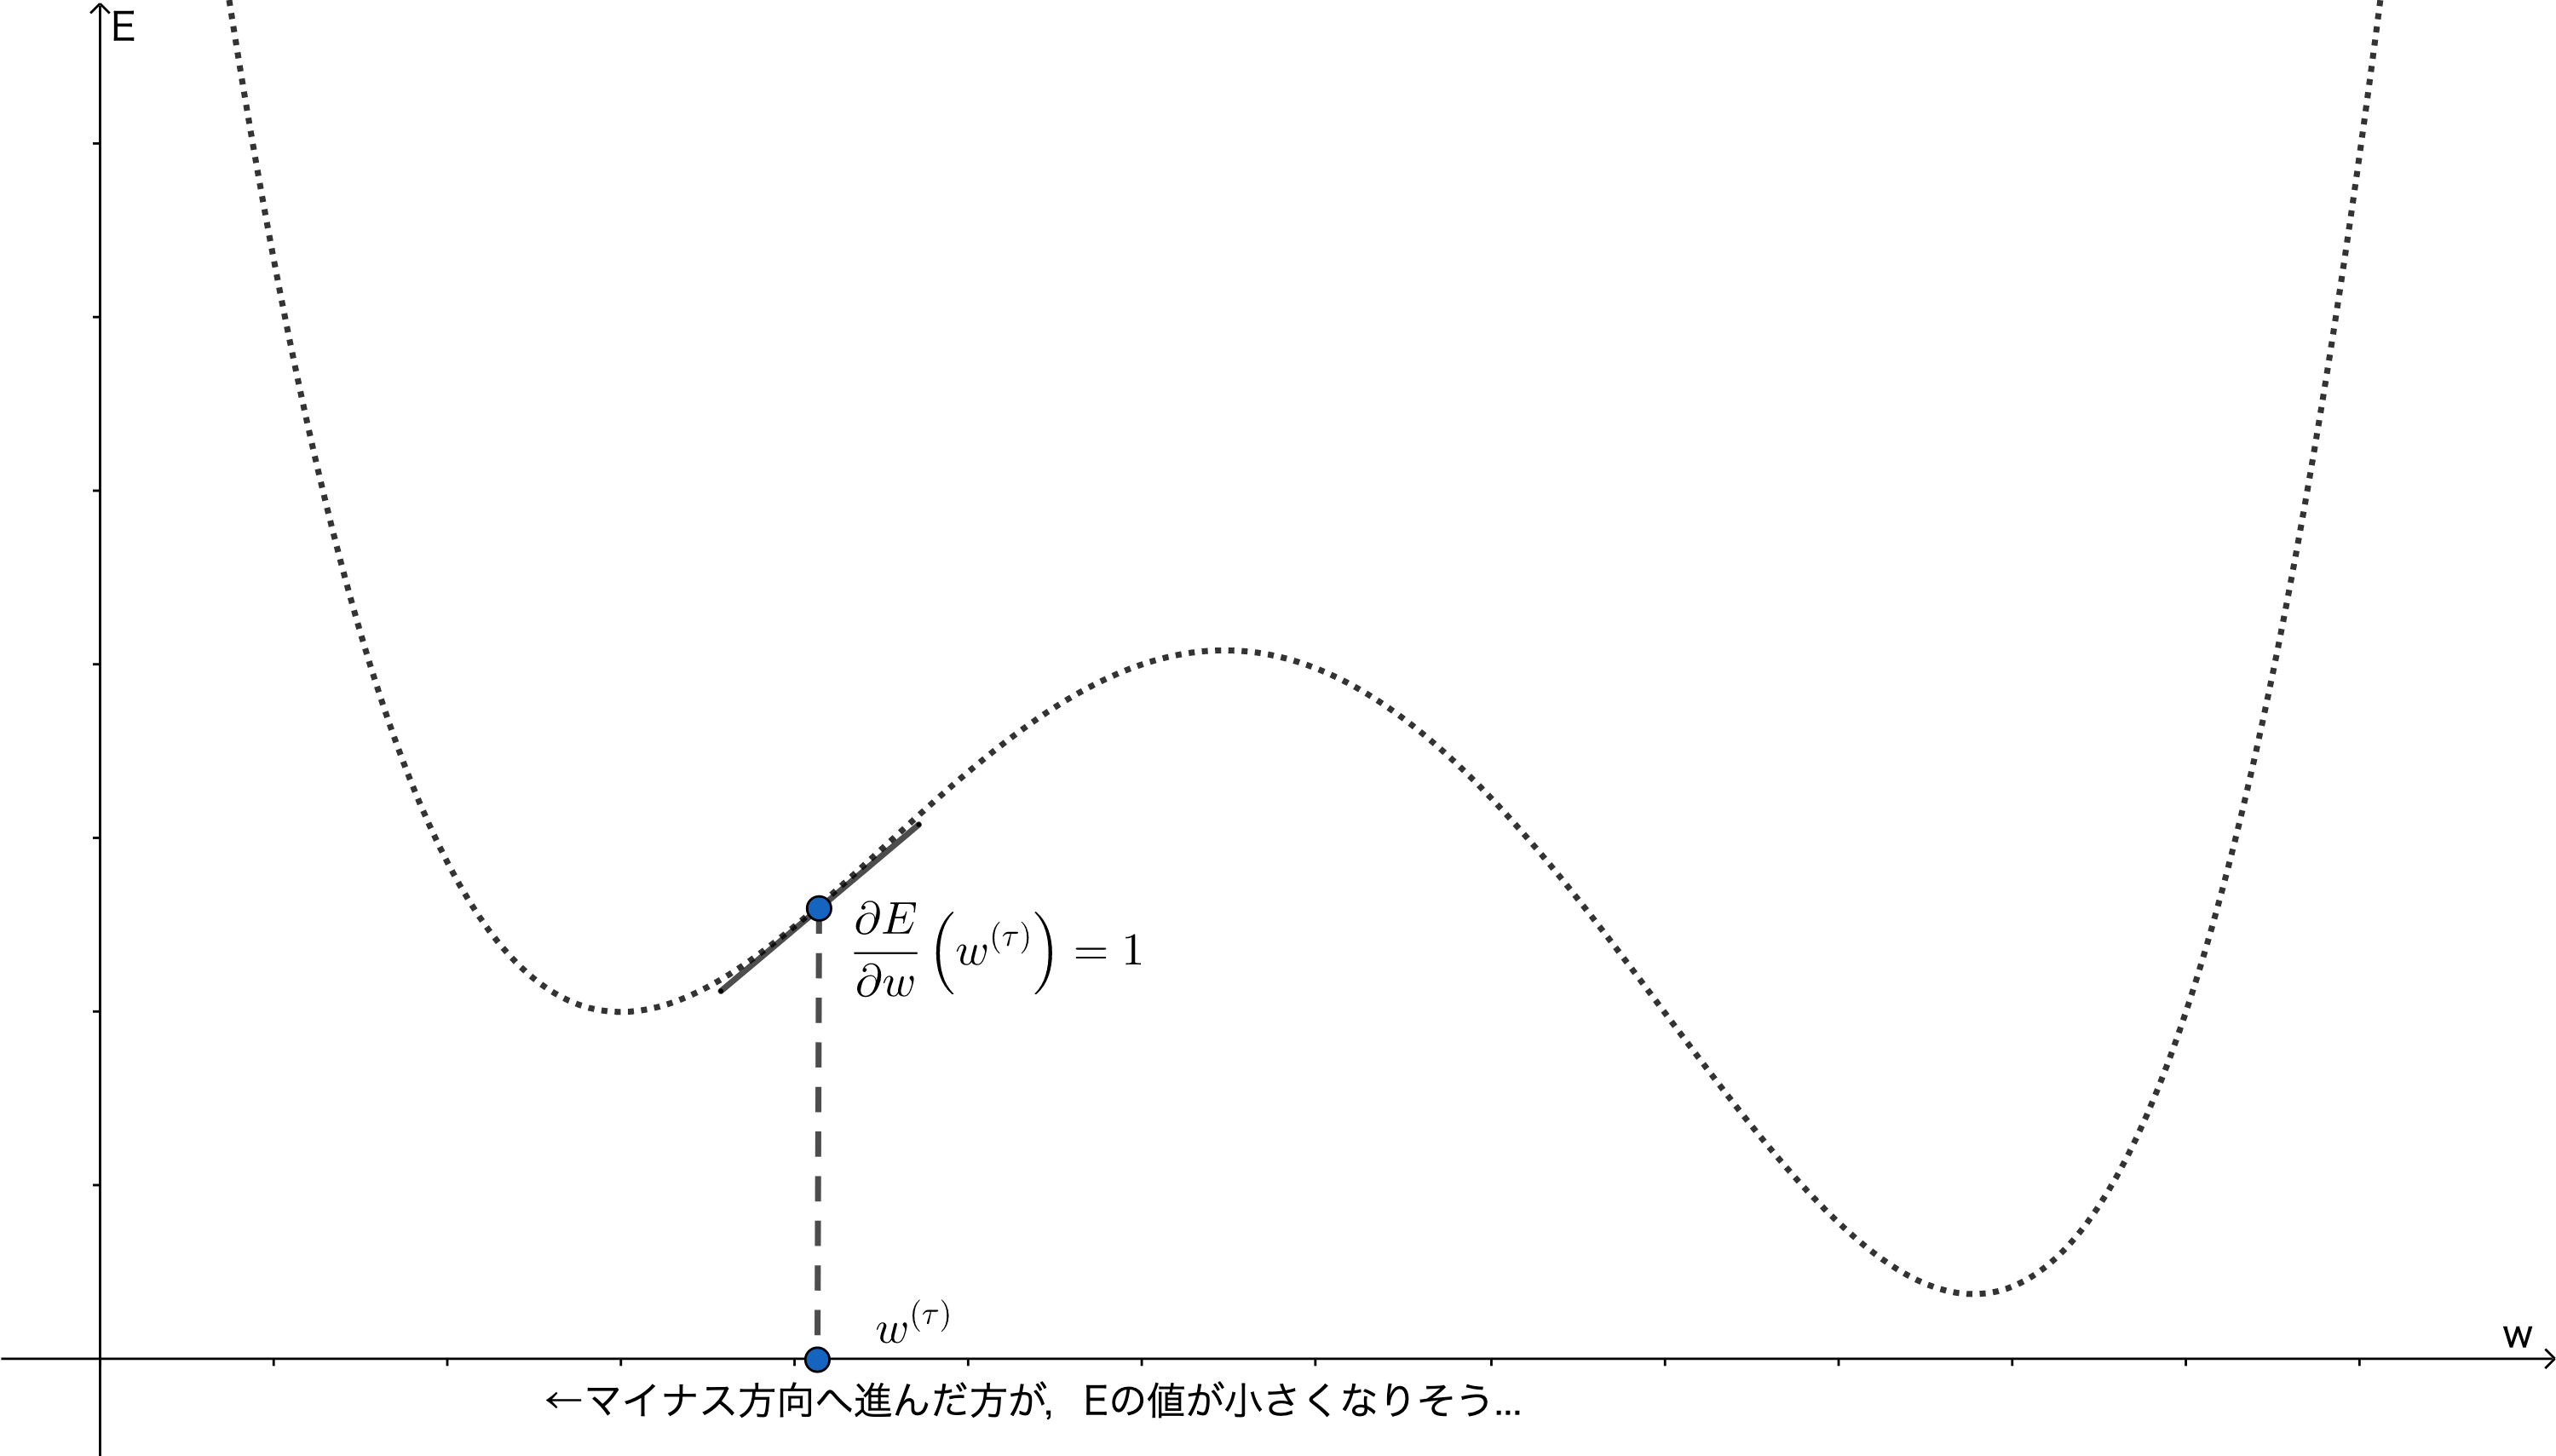 E
∂E/∂w (w^(τ)) = 1
w^(τ)
w
←マイナス方向へ進んだ方が,Eの値が小さくなりそう...